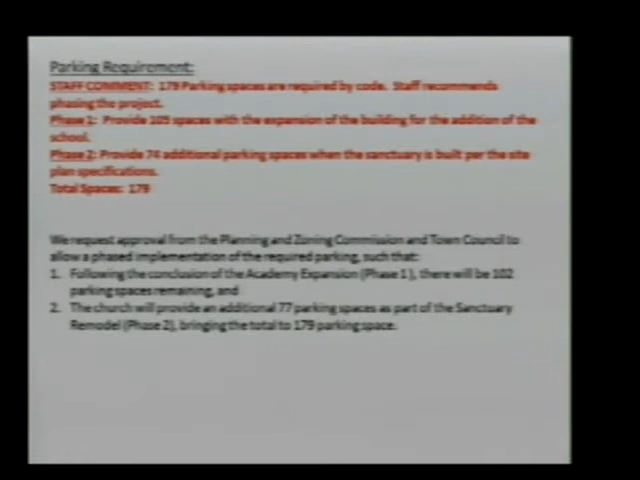 Parking Requirement:
STAFF COMMENT: 179 Parking spaces are required by code. Staff recommends
phasing the project.
Phase 1: Provide 105 spaces with the expansion of the building for the addition of the
school.
Phase 2: Provide 74 additional parking spaces when the sanctuary is built per the site
plan specifications.
Total Spaces: 179
We request approval from the Planning and Zoning Commission and Town Council to
allow a phased implementation of the required parking, such that:
1. Following the conclusion of the Academy Expansion (Phase 1), there will be 102
parking spaces remaining, and
2. The church will provide an additional 77 parking spaces as part of the Sanctuary
Remodel (Phase 2), bringing the total to 179 parking space.